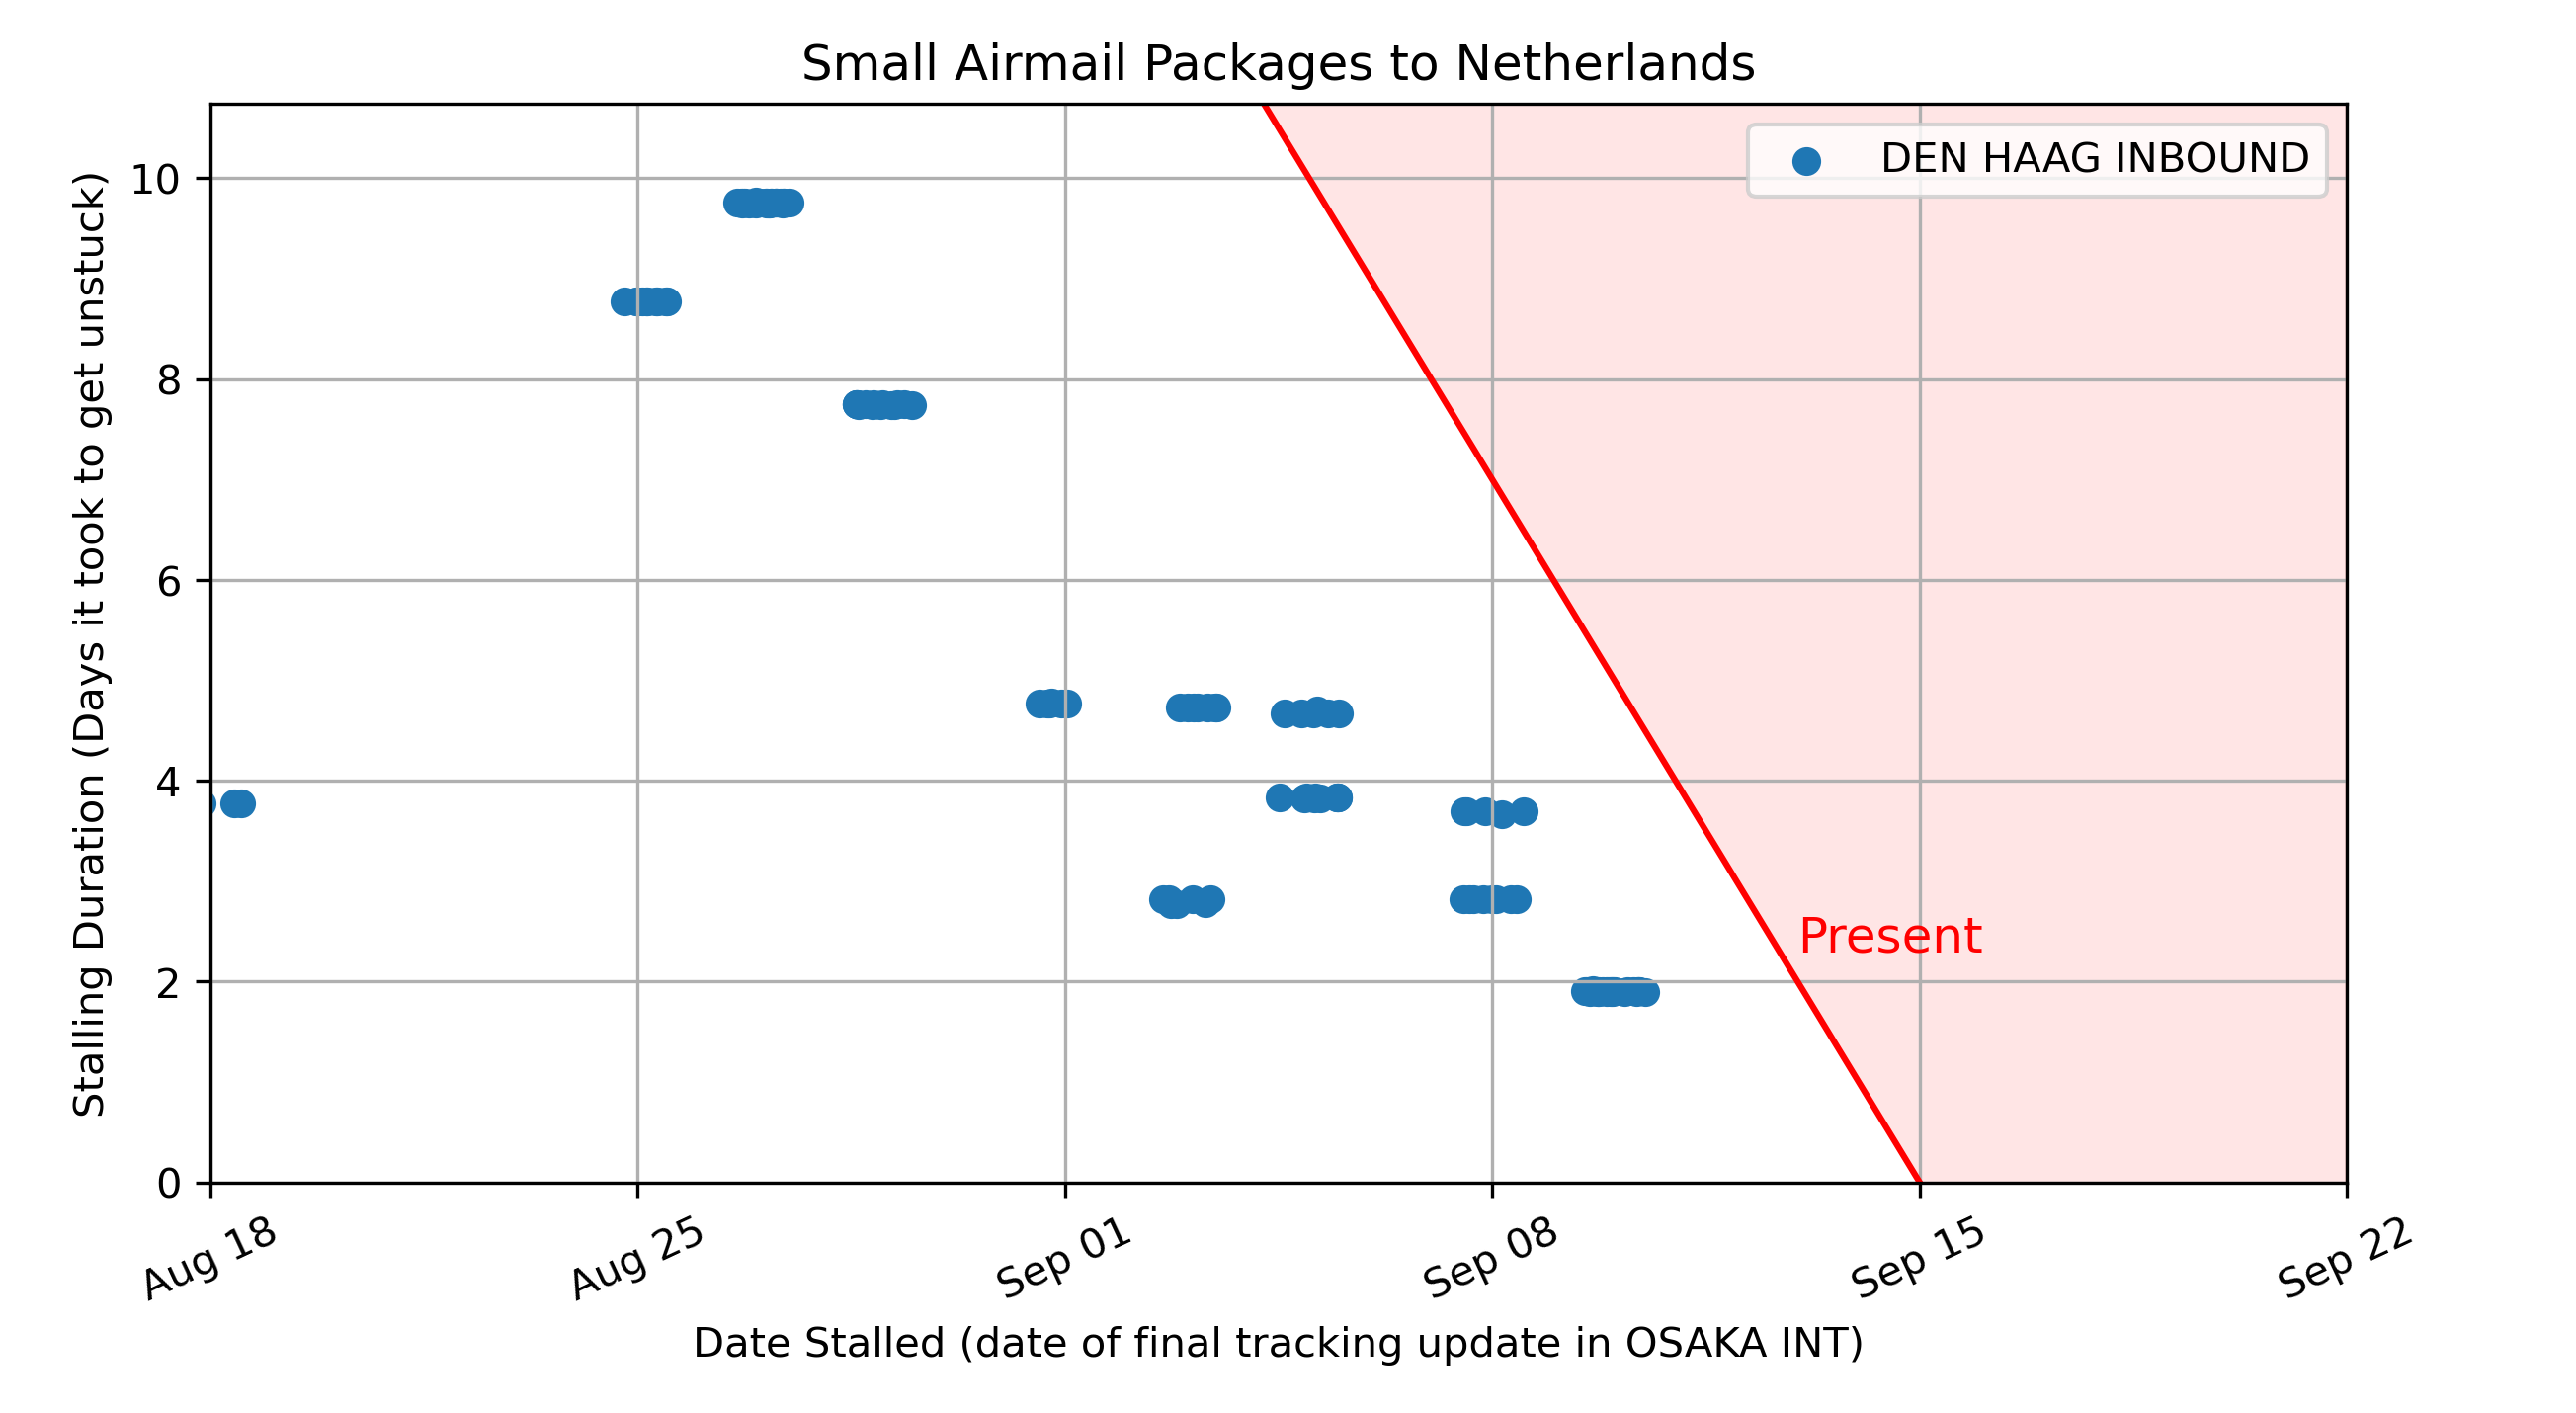 Small Airmail Packages to Netherlands
DEN HAAG INBOUND
Stalling Duration (Days it took to get unstuck)
10
8
6
4
2
0
Present
Aug 18
Aug 25
Sep 01
Sep 08
Sep 15
Sep 22
Date Stalled (date of final tracking update in OSAKA INT)